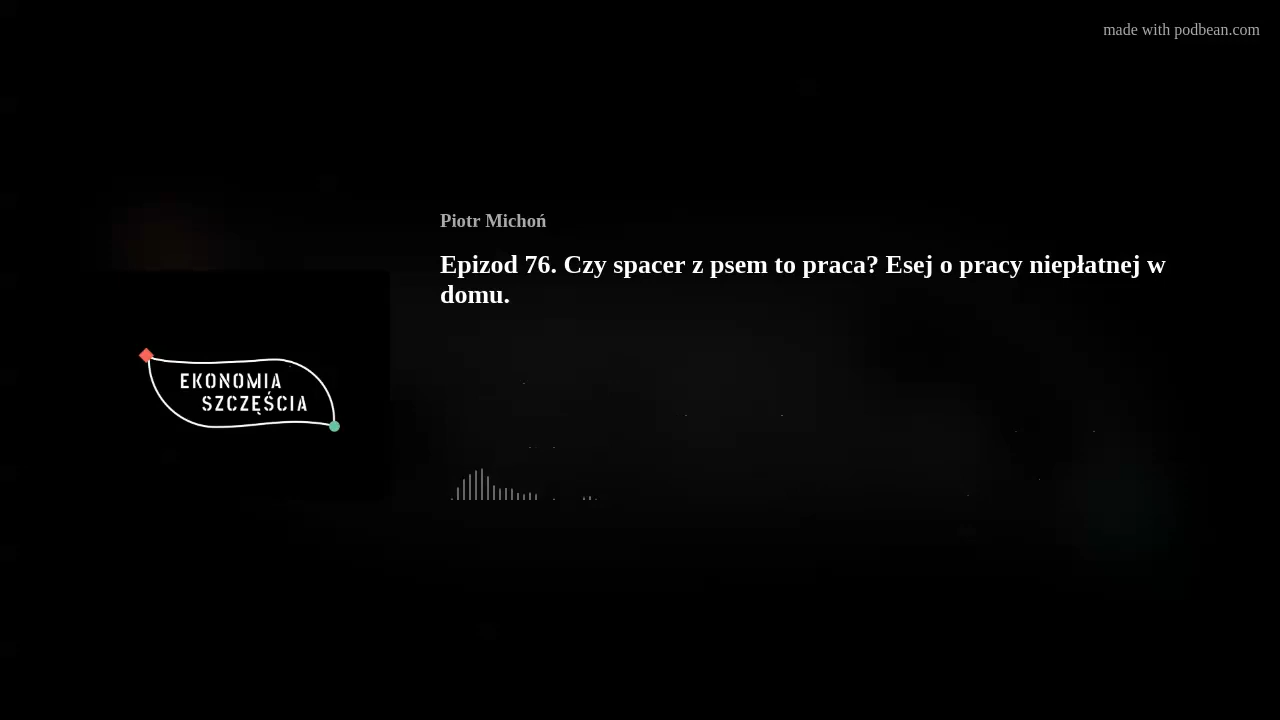 made with podbean.com
Piotr Michoń
Epizod 76. Czy spacer z psem to praca? Esej o pracy niepłatnej w
domu.
EKONOMIA
SZCZĘŚCIA